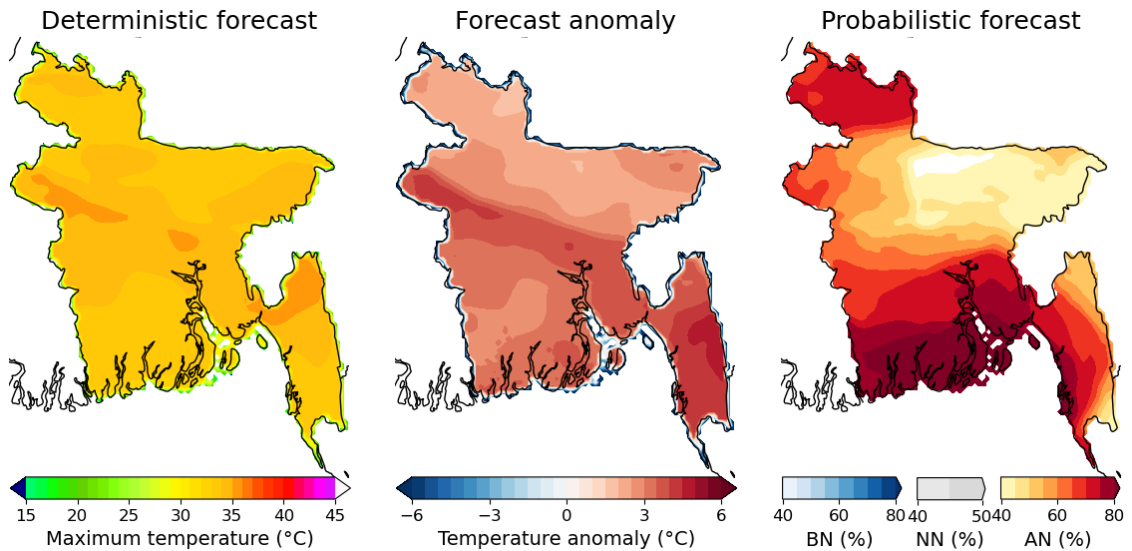 Deterministic forecast
Forecast anomaly
Probabilistic forecast
15 20 25 30 35 40 45
−6 −3 0 3 6
40 60 80
40 50
40 60 80
Maximum temperature (°C)
Temperature anomaly (°C)
BN (%)
NN (%)
AN (%)